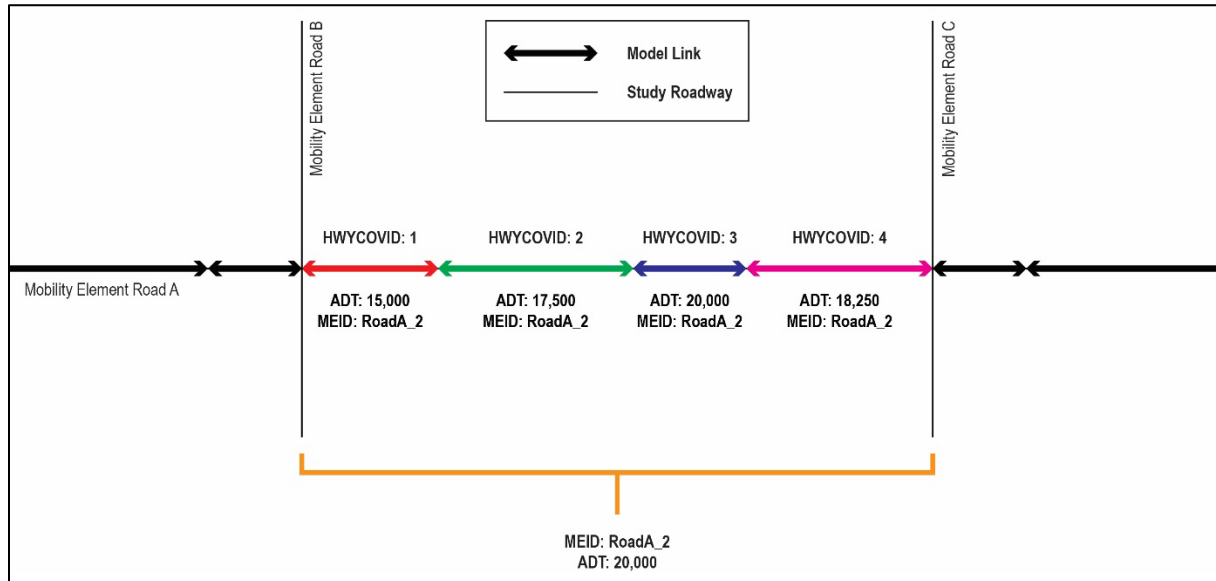 Mobility Element Road B
Model Link
Study Roadway
Mobility Element Road C
HWYCOVID: 1
HWYCOVID: 2
HWYCOVID: 3
HWYCOVID: 4
Mobility Element Road A
ADT: 15,000
MEID: RoadA_2
ADT: 17,500
MEID: RoadA_2
ADT: 20,000
MEID: RoadA_2
ADT: 18,250
MEID: RoadA_2
MEID: RoadA_2
ADT: 20,000